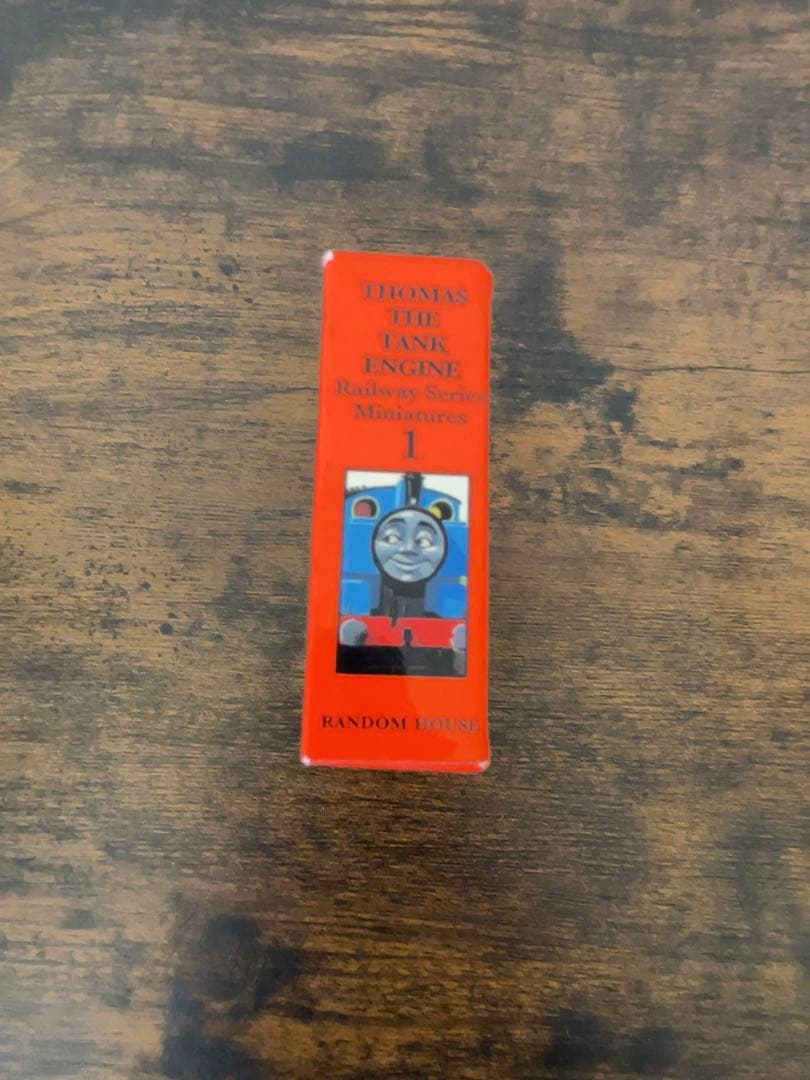 THOMAS
THE
TANK
ENGINE
Railway Series
Miniatures
1
RANDOM HOUSE